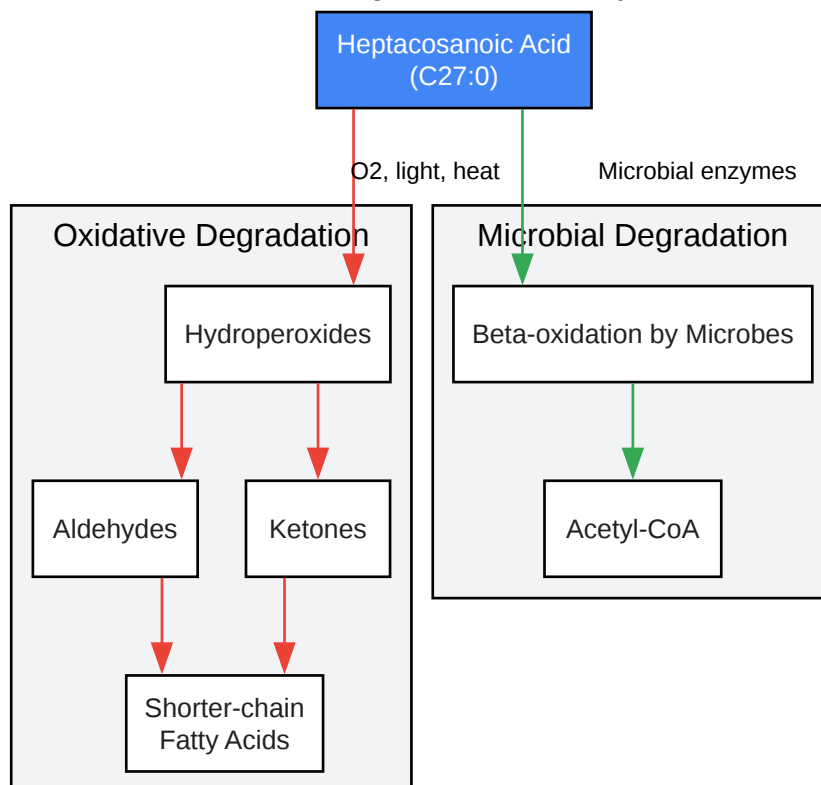 Heptacosanoic Acid
(C27:0)
O2, light, heat
Microbial enzymes
Oxidative Degradation
Microbial Degradation
Hydroperoxides
Beta-oxidation by Microbes
Aldehydes
Ketones
Acetyl-CoA
Shorter-chain
Fatty Acids